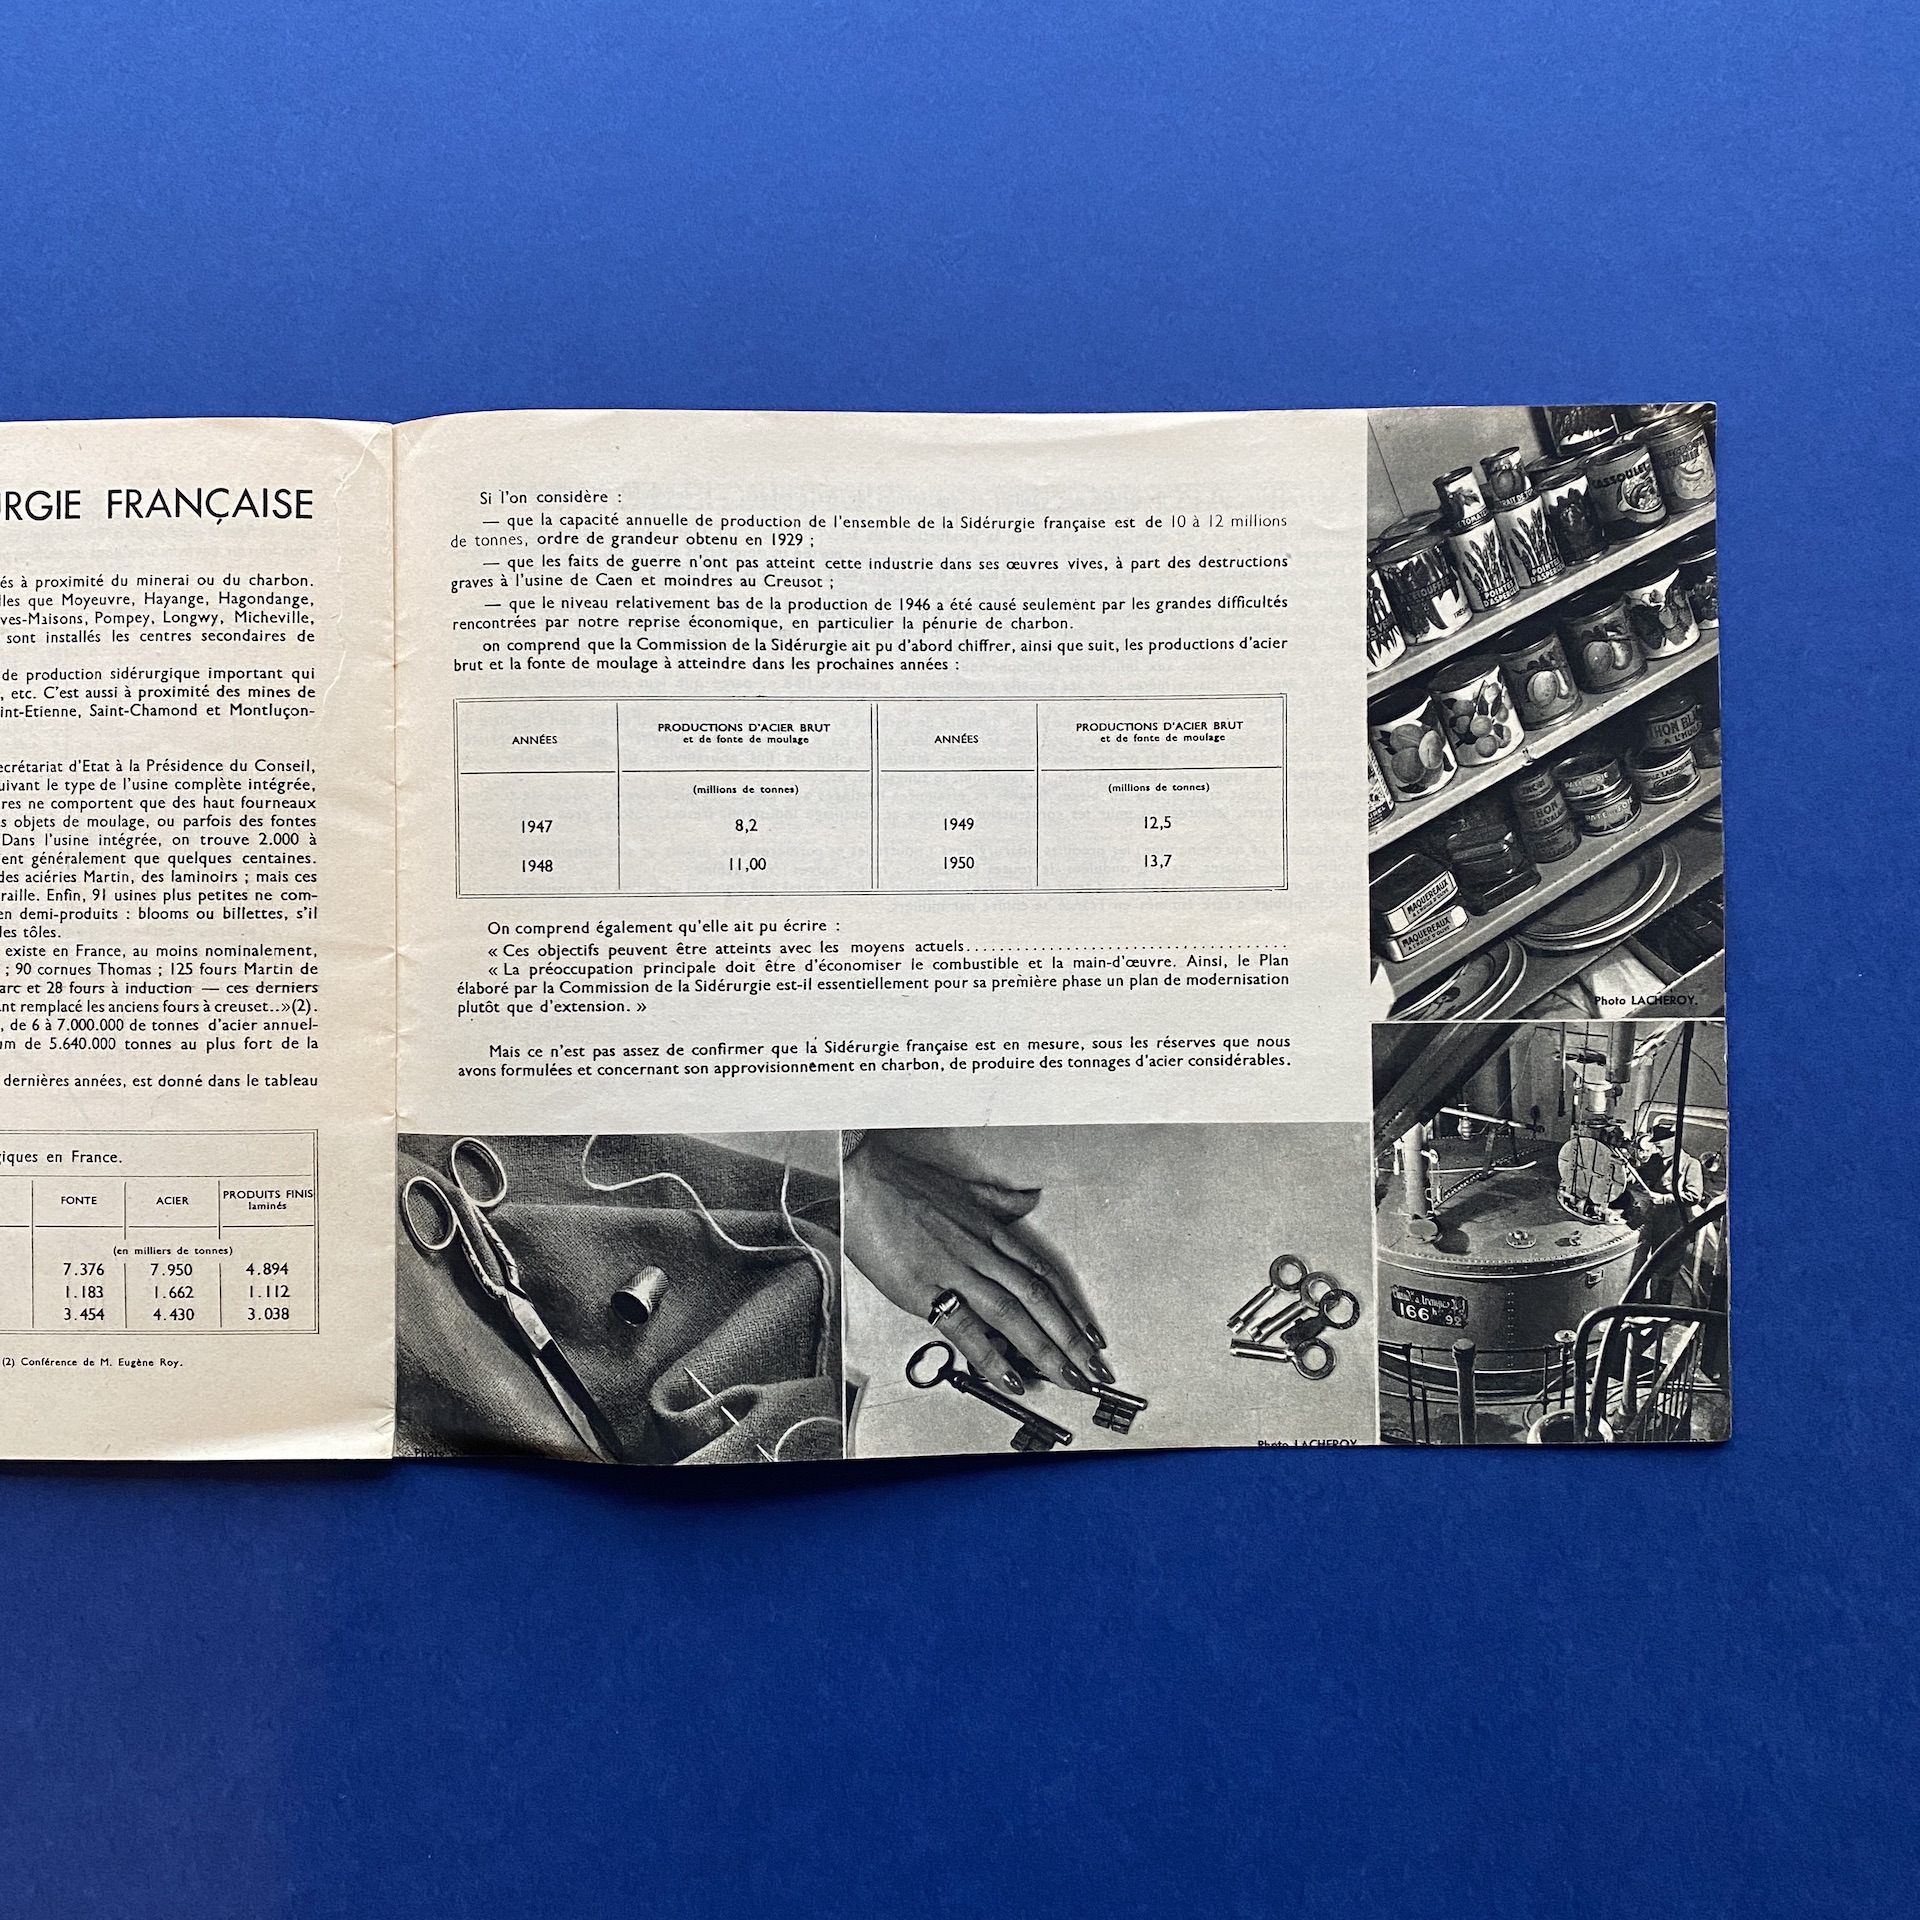 RGIE FRANÇAISE
és à proximité du minerai ou du charbon.
lles que Moyeuvre, Hayange, Hagondange,
ves-Maisons, Pompey, Longwy, Micheville,
sont installés les centres secondaires de
de production sidérurgique important qui
, etc. C'est aussi à proximité des mines de
int-Etienne, Saint-Chamond et Montluçon-
ecrétariat d'Etat à la Présidence du Conseil,
uivant le type de l'usine complète intégrée,
res ne comportent que des haut fourneaux
s objets de moulage, ou parfois des fontes
Dans l'usine intégrée, on trouve 2.000 à
ent généralement que quelques centaines.
des aciéries Martin, des laminoirs ; mais ces
raille. Enfin, 91 usines plus petites ne com-
en demi-produits : blooms ou billettes, s'il
les tôles.
existe en France, au moins nominalement,
; 90 cornues Thomas ; 125 fours Martin de
arc et 28 fours à induction — ces derniers
nt remplacé les anciens fours à creuset..»(2).
, de 6 à 7.000.000 de tonnes d'acier annuel-
um de 5.640.000 tonnes au plus fort de la
dernières années, est donné dans le tableau
giques en France.
FONTE ACIER PRODUITS FINIS
laminés
(en milliers de tonnes)
7.376 7.950 4.894
1.183 1.662 1.112
3.454 4.430 3.038
(2) Conférence de M. Eugène Roy.
Si l'on considère :
— que la capacité annuelle de production de l'ensemble de la Sidérurgie française est de 10 à 12 millions
de tonnes, ordre de grandeur obtenu en 1929 ;
— que les faits de guerre n'ont pas atteint cette industrie dans ses œuvres vives, à part des destructions
graves à l'usine de Caen et moindres au Creusot ;
— que le niveau relativement bas de la production de 1946 a été causé seulement par les grandes difficultés
rencontrées par notre reprise économique, en particulier la pénurie de charbon.
on comprend que la Commission de la Sidérurgie ait pu d'abord chiffrer, ainsi que suit, les productions d'acier
brut et la fonte de moulage à atteindre dans les prochaines années :
ANNÉES PRODUCTIONS D'ACIER BRUT ANNÉES PRODUCTIONS D'ACIER BRUT
et de fonte de moulage et de fonte de moulage
(millions de tonnes) (millions de tonnes)
1947 8,2 1949 12,5
1948 11,00 1950 13,7
On comprend également qu'elle ait pu écrire :
« Ces objectifs peuvent être atteints avec les moyens actuels......................................
« La préoccupation principale doit être d'économiser le combustible et la main-d'œuvre. Ainsi, le Plan
élaboré par la Commission de la Sidérurgie est-il essentiellement pour sa première phase un plan de modernisation
plutôt que d'extension. »
Mais ce n'est pas assez de confirmer que la Sidérurgie française est en mesure, sous les réserves que nous
avons formulées et concernant son approvisionnement en charbon, de produire des tonnages d'acier considérables.
POINTES D'ASPERGES
POINTES D'ASPERGES
THON
MAQUEREAUX
MAQUEREAUX
Photo LACHEROY.
166
92
Photo LACHEROY